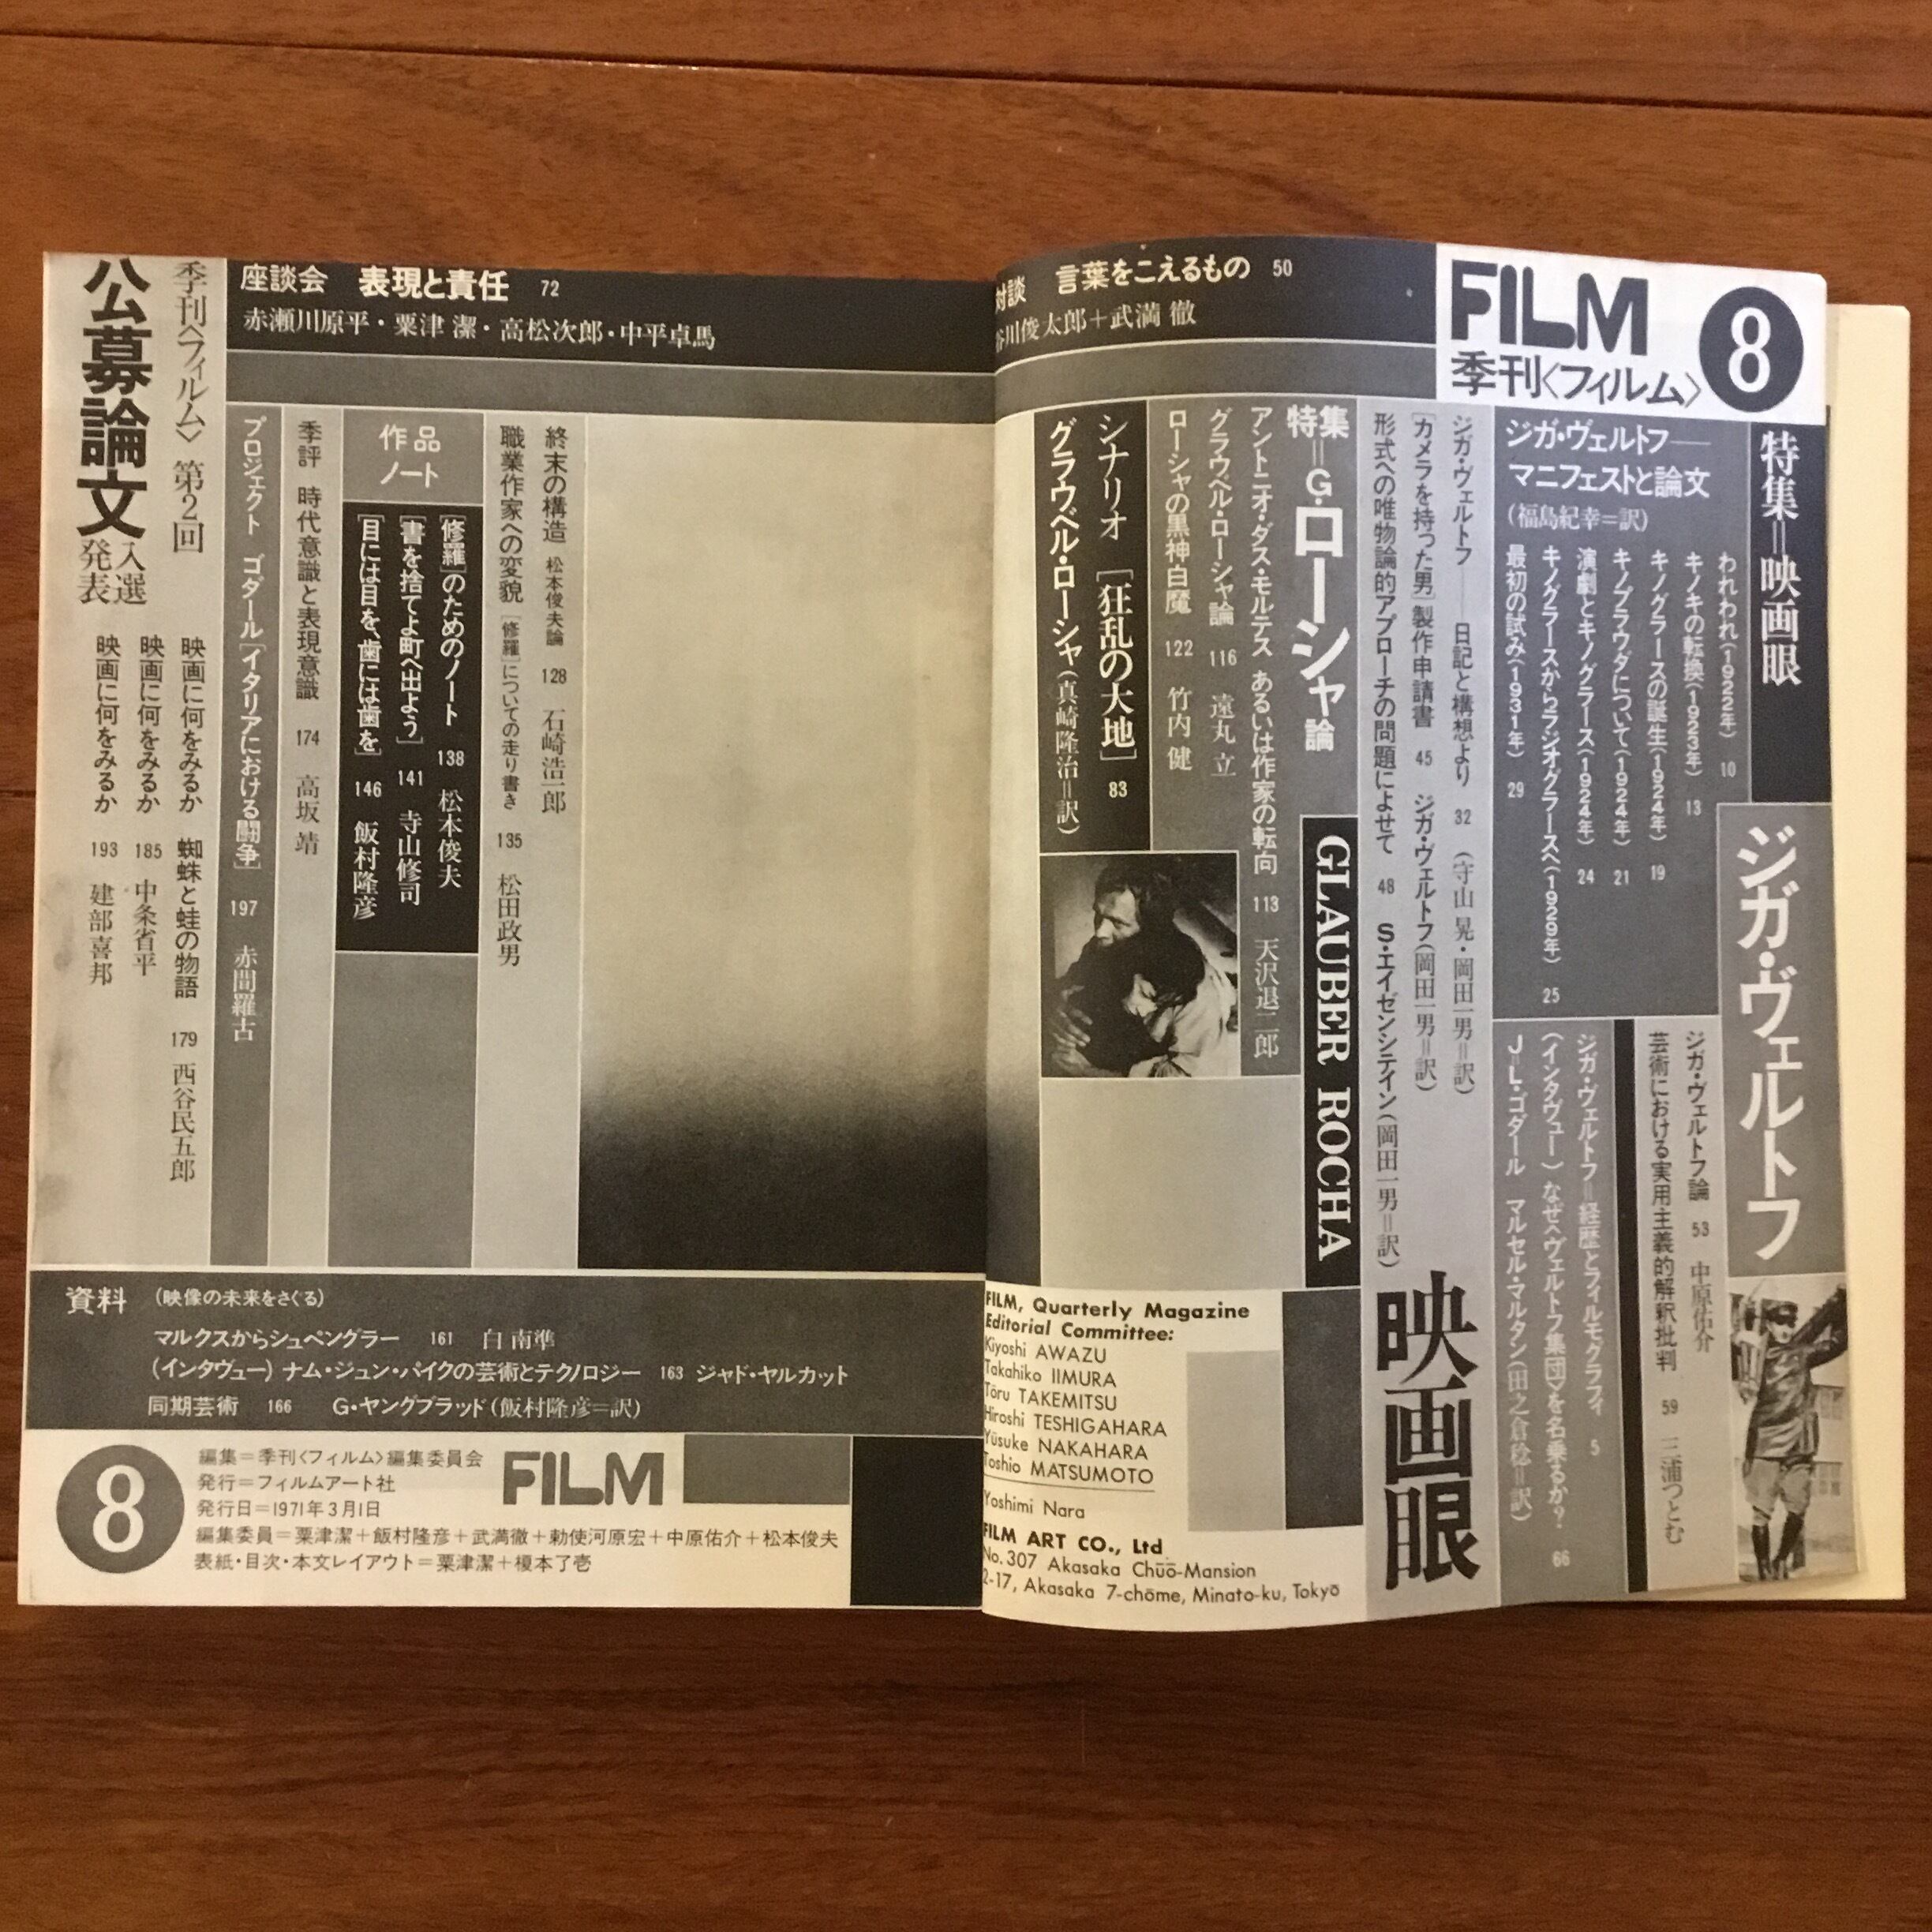 FILM
季刊〈フィルム〉
8
特集=映画眼
ジガ・ヴェルトフ
ジガ・ヴェルトフ——
マニフェストと論文
(福島紀幸=訳)
われわれ(1922年) 10
キノキの転換(1923年) 13
キノグラースの誕生(1924年) 19
キノプラウダについて(1924年) 21
演劇とキノグラース(1924年) 24
キノグラースからラジオグラースへ(1929年) 25
最初の試み(1931年) 29
ジガ・ヴェルトフ論 53 中原佑介
芸術における実用主義的解釈批判 59 三浦つとむ
ジガ・ヴェルトフ=経歴とフィルモグラフィ 5
(インタヴュー) なぜ〈ヴェルトフ集団〉を名乗るか? 66
J=L・ゴダール マルセル・マルタン(田之倉稔=訳)
ジガ・ヴェルトフ——日記と構想より 32 (守山 晃・岡田一男=訳)
[カメラを持った男]製作申請書 45 ジガ・ヴェルトフ(岡田一男=訳)
形式への唯物論的アプローチの問題によせて 48 S・エイゼンシテイン(岡田一男=訳)
映画眼
対談 言葉をこえるもの 50
谷川俊太郎+武満 徹
特集=G・ローシャ論
GLAUBER ROCHA
アントニオ・ダス・モルテス あるいは作家の転向 113 天沢退二郎
グラウベル・ローシャ論 116 遠丸 立
ローシャの黒神白魔 122 竹内 健
シナリオ [狂乱の大地] 83
グラウベル・ローシャ(真崎隆治=訳)
FILM, Quarterly Magazine
Editorial Committee:
Kiyoshi AWAZU
Takahiko IIMURA
Tōru TAKEMITSU
Hiroshi TESHIGAHARA
Yūsuke NAKAHARA
Toshio MATSUMOTO
Yoshimi Nara
FILM ART CO., Ltd
No.307 Akasaka Chūō-Mansion
2-17, Akasaka 7-chōme, Minato-ku, Tokyō
座談会 表現と責任 72
赤瀬川原平・粟津 潔・高松次郎・中平卓馬
終末の構造 松本俊夫論 128 石崎浩一郎
職業作家への変貌 [修羅]についての走り書き 135 松田政男
作品
ノート
[修羅]のためのノート 138 松本俊夫
[書を捨てよ町へ出よう] 141 寺山修司
[目には目を、歯には歯を] 146 飯村隆彦
季評 時代意識と表現意識 174 高坂 靖
プロジェクト ゴダール[イタリアにおける闘争] 197 赤間羅古
季刊〈フィルム〉 第2回
公募論文
入選
発表
映画に何をみるか 蜘蛛と蛙の物語 179 西谷民五郎
映画に何をみるか 185 中条省平
映画に何をみるか 193 建部喜邦
資料 (映像の未来をさぐる)
マルクスからシュペングラー 161 白 南準
(インタヴュー) ナム・ジュン・パイクの芸術とテクノロジー 163 ジャド・ヤルカット
同期芸術 166 G・ヤングブラッド(飯村隆彦=訳)
8
編集=季刊〈フィルム〉編集委員会
発行=フィルムアート社
発行日=1971年3月1日
編集委員=粟津潔+飯村隆彦+武満徹+勅使河原宏+中原佑介+松本俊夫
表紙・目次・本文レイアウト=粟津潔+榎本了壱
FILM